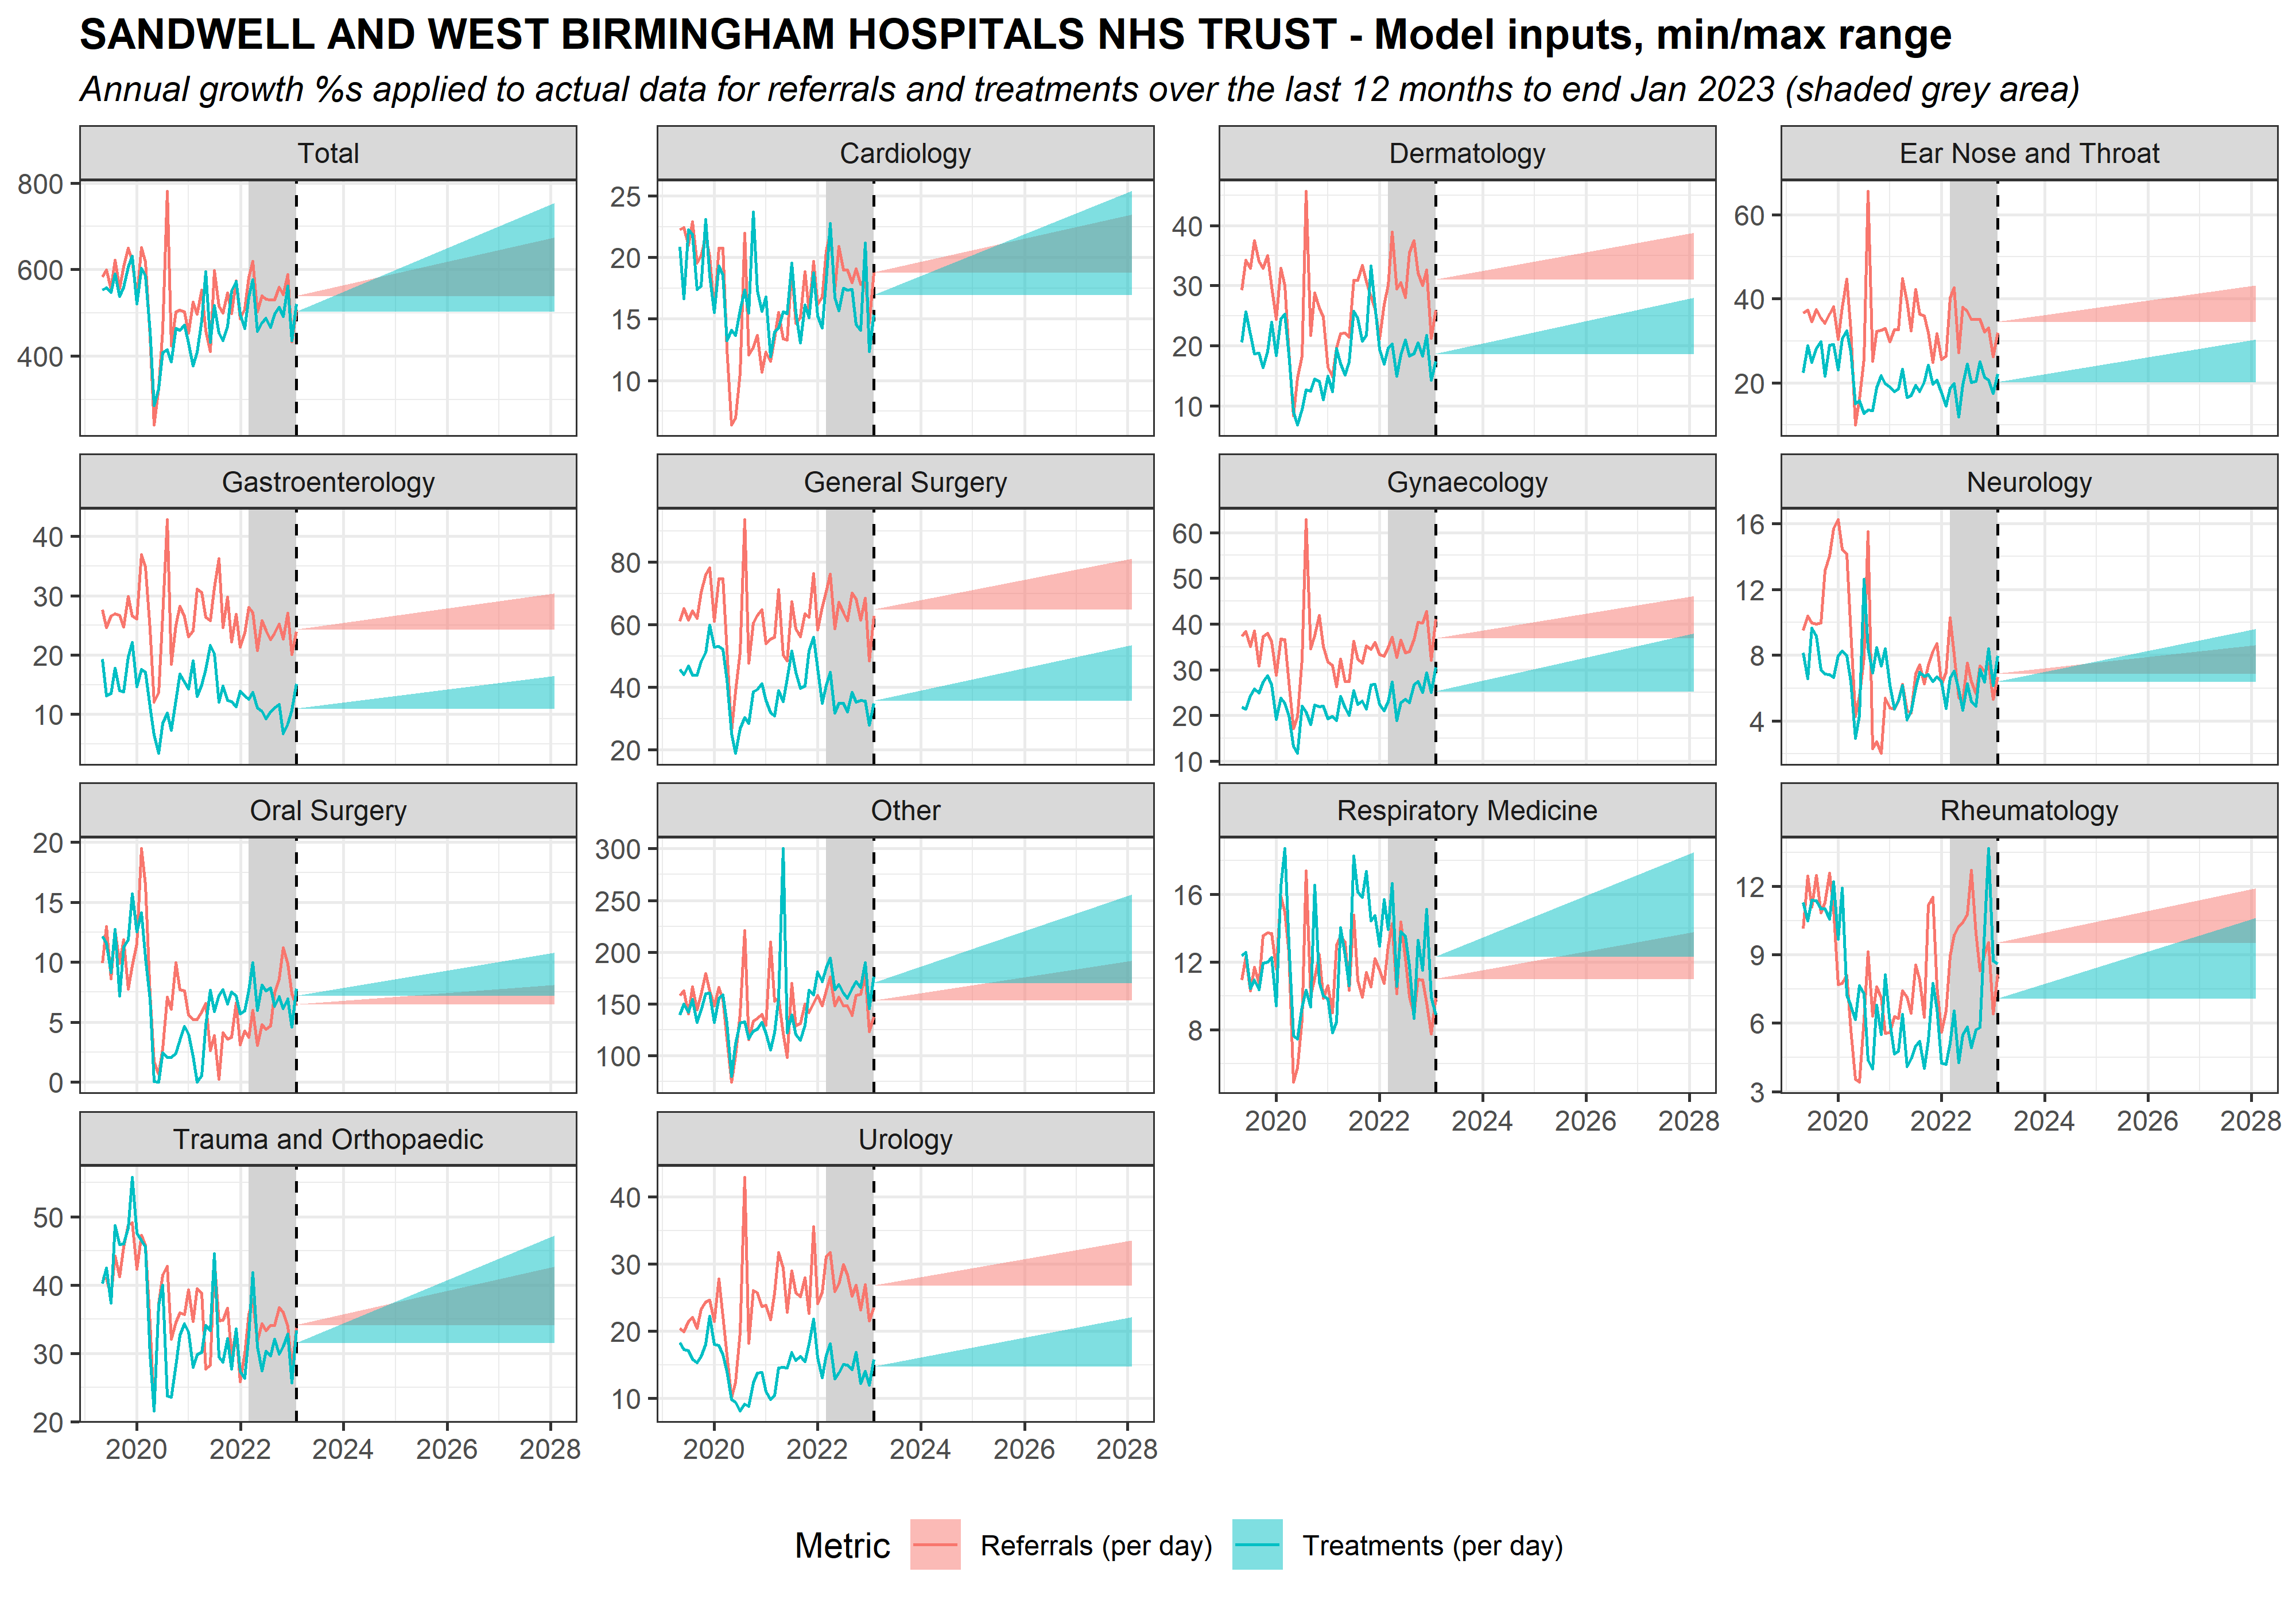 SANDWELL AND WEST BIRMINGHAM HOSPITALS NHS TRUST - Model inputs, min/max range
Annual growth %s applied to actual data for referrals and treatments over the last 12 months to end Jan 2023 (shaded grey area)
Total
800
600
400
Cardiology
25
20
15
10
Dermatology
40
30
20
10
Ear Nose and Throat
60
40
20
Gastroenterology
40
30
20
10
General Surgery
80
60
40
20
Gynaecology
60
50
40
30
20
10
Neurology
16
12
8
4
Oral Surgery
20
15
10
5
0
Other
300
250
200
150
100
Respiratory Medicine
16
12
8
2020 2022 2024 2026 2028
Rheumatology
12
9
6
3
2020 2022 2024 2026 2028
Trauma and Orthopaedic
50
40
30
20
2020 2022 2024 2026 2028
Urology
40
30
20
10
2020 2022 2024 2026 2028
Metric Referrals (per day) Treatments (per day)